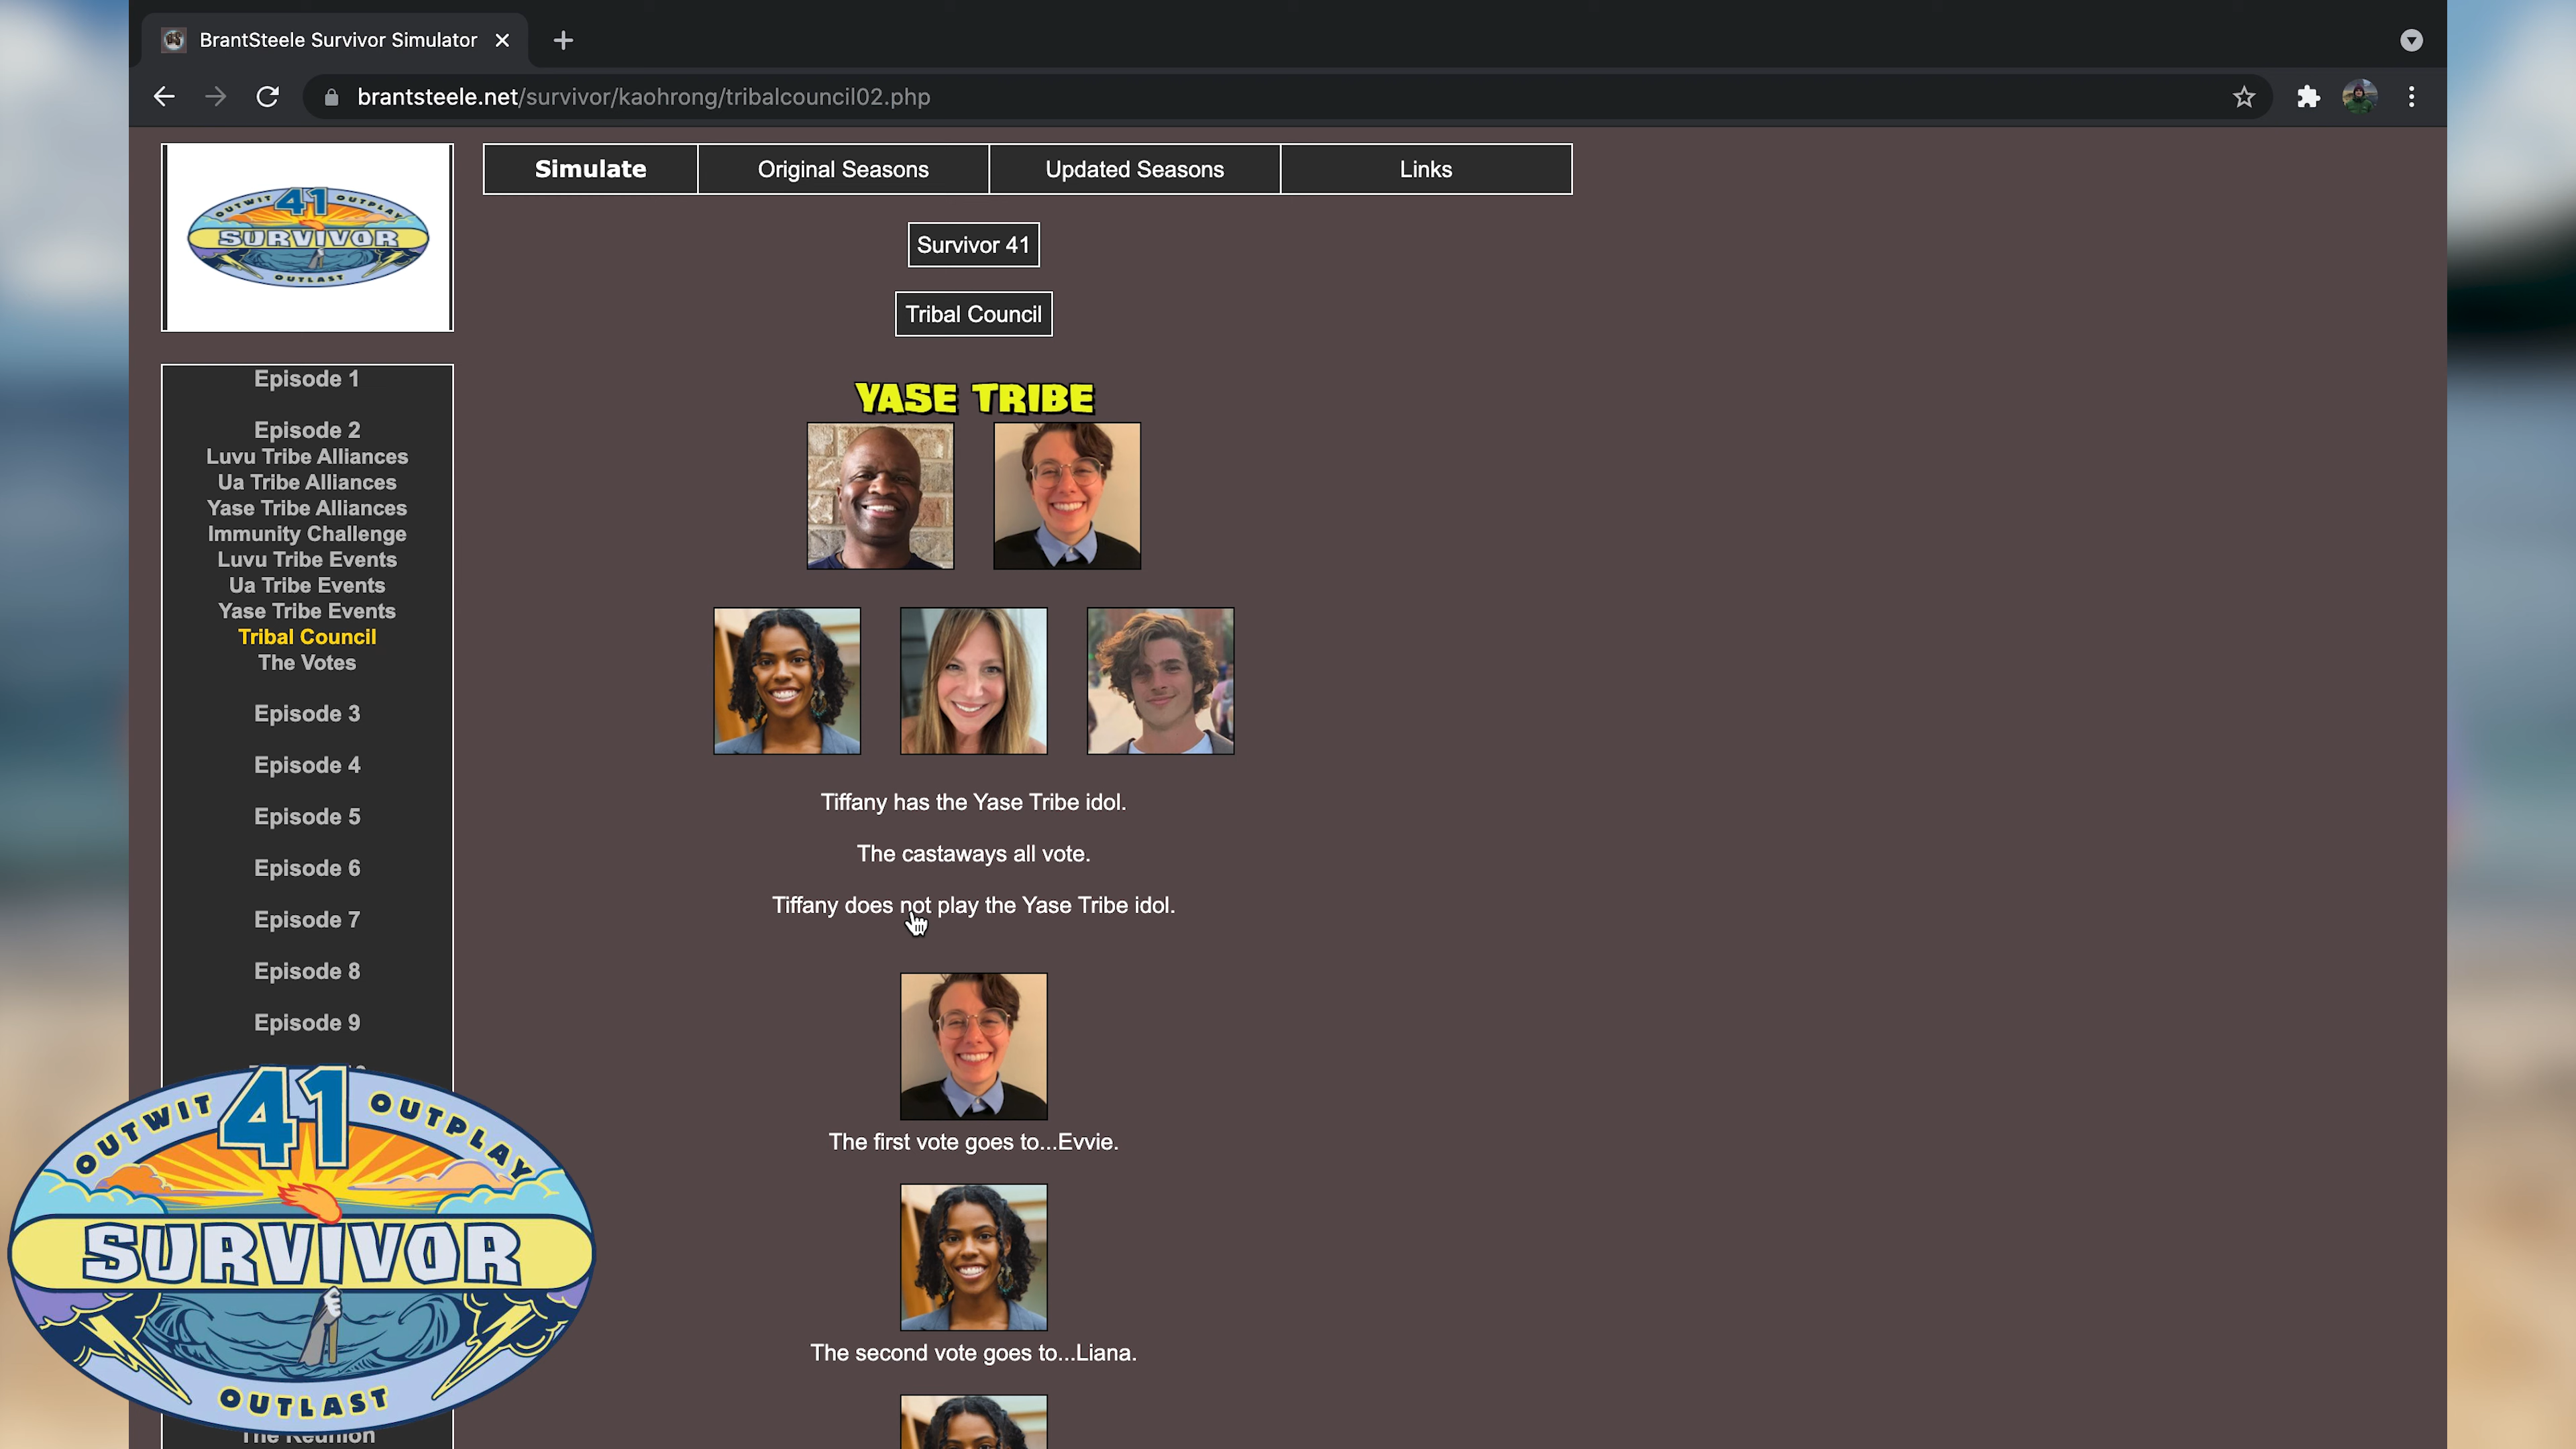 BrantSteele Survivor Simulator
brantsteele.net/survivor/kaohrong/tribalcouncil02.php
41
OUTWIT OUTPLAY
SURVIVOR
OUTLAST
Simulate
Original Seasons
Updated Seasons
Links
Survivor 41
Tribal Council
Episode 1
Episode 2
Luvu Tribe Alliances
Ua Tribe Alliances
Yase Tribe Alliances
Immunity Challenge
Luvu Tribe Events
Ua Tribe Events
Yase Tribe Events
Tribal Council
The Votes
Episode 3
Episode 4
Episode 5
Episode 6
Episode 7
Episode 8
Episode 9
The Reunion
YASE TRIBE
Tiffany has the Yase Tribe idol.
The castaways all vote.
Tiffany does not play the Yase Tribe idol.
The first vote goes to...Evvie.
The second vote goes to...Liana.
41
OUTWIT OUTPLAY
SURVIVOR
OUTLAST